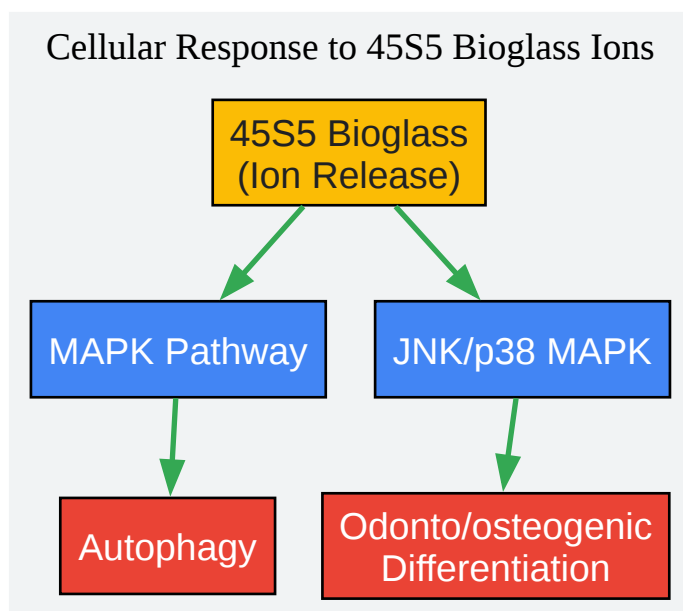 Cellular Response to 45S5 Bioglass Ions
45S5 Bioglass
(Ion Release)
MAPK Pathway
JNK/p38 MAPK
Autophagy
Odonto/osteogenic
Differentiation